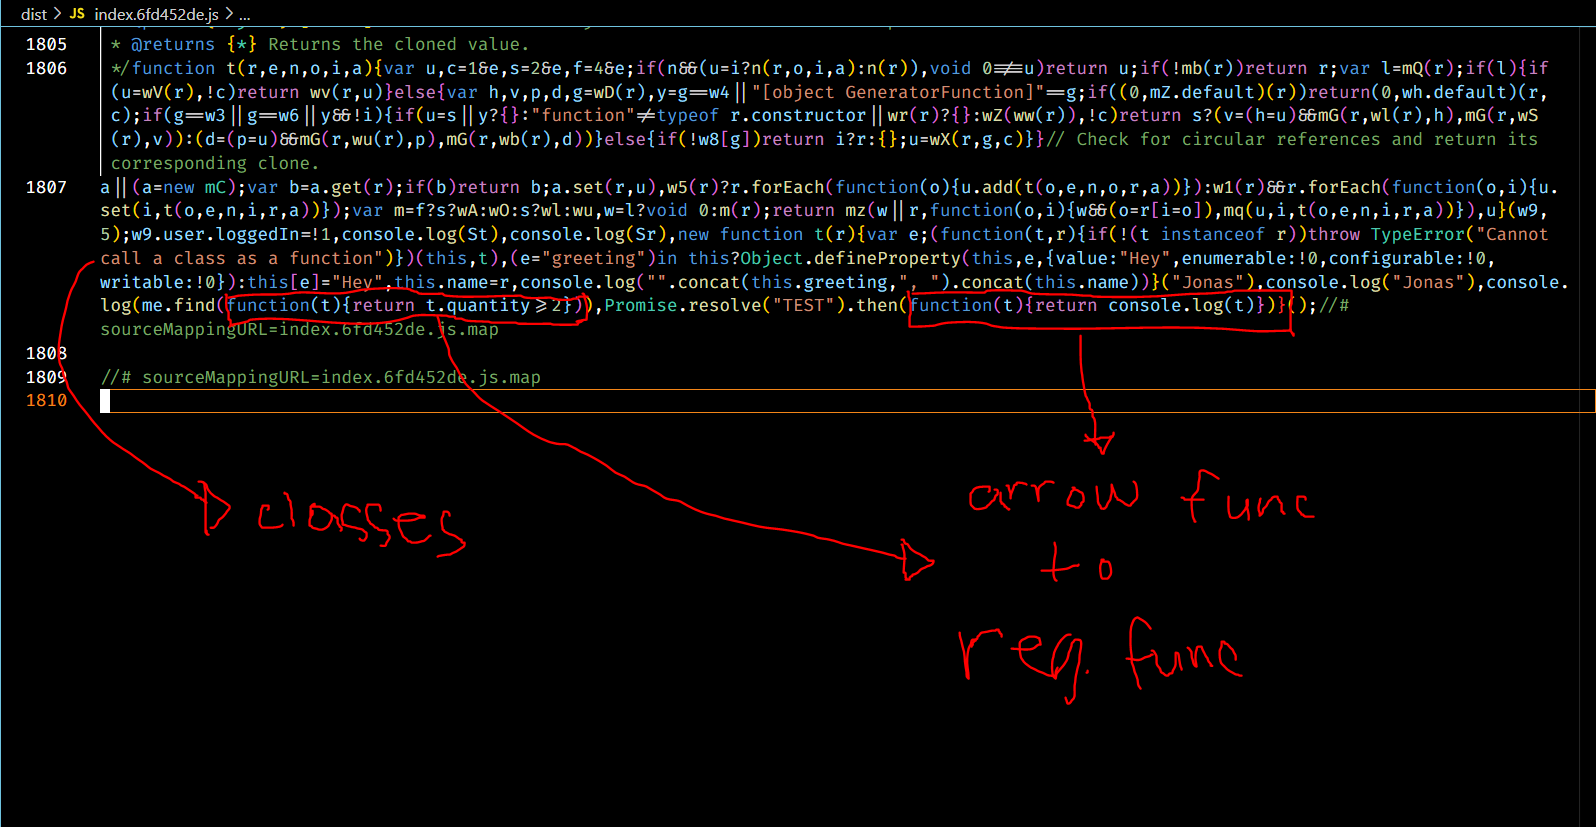 dist > JS index.6fd452de.js > ...
1805 * @returns {*} Returns the cloned value.
1806 */function t(r,e,n,o,i,a){var u,c=1&e,s=2&e,f=4&e;if(n&&(u=i?n(r,o,i,a):n(r)),void 0!==u)return u;if(!mb(r))return r;var l=mQ(r);if(l){if
(u=wV(r),!c)return wv(r,u)}else{var h,v,p,d,g=wD(r),y=g==w4||"[object GeneratorFunction]"==g;if((0,mZ.default)(r))return(0,wh.default)(r,
c);if(g==w3||g==w6||y&&!i){if(u=s||y?{}:"function"!=typeof r.constructor||wr(r)?{}:wZ(ww(r)),!c)return s?(v=(h=u)&&mG(r,wl(r),h),mG(r,wS
(r),v)):(d=(p=u)&&mG(r,wu(r),p),mG(r,wb(r),d))}else{if(!w8[g])return i?r:{};u=wX(r,g,c)}}// Check for circular references and return its
corresponding clone.
1807 a||(a=new mC);var b=a.get(r);if(b)return b;a.set(r,u),w5(r)?r.forEach(function(o){u.add(t(o,e,n,o,r,a))}):w1(r)&&r.forEach(function(o,i){u.
set(i,t(o,e,n,i,r,a))});var m=f?s?wA:wO:s?wl:wu,w=l?void 0:m(r);return mz(w||r,function(o,i){w&&(o=r[i=o]),mq(u,i,t(o,e,n,i,r,a))}),u}(w9,
5);w9.user.loggedIn=!1,console.log(St),console.log(Sr),new function t(r){var e;(function(t,r){if(!(t instanceof r))throw TypeError("Cannot
call a class as a function")})(this,t),(e="greeting")in this?Object.defineProperty(this,e,{value:"Hey",enumerable:!0,configurable:!0,
writable:!0}):this[e]="Hey",this.name=r,console.log("".concat(this.greeting,", ").concat(this.name))}("Jonas"),console.log("Jonas"),console.
log(me.find(function(t){return t.quantity>=2})),Promise.resolve("TEST").then(function(t){return console.log(t)})}();//#
sourceMappingURL=index.6fd452de.js.map
1808
1809 //# sourceMappingURL=index.6fd452de.js.map
1810
classes
arrow func
to
reg. func